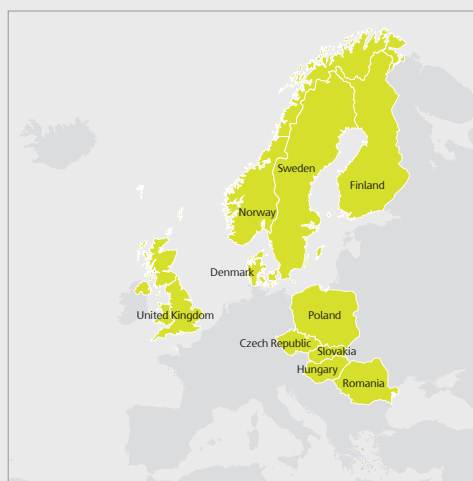 Sweden
Finland
Norway
Denmark
United Kingdom
Poland
Czech Republic
Slovakia
Hungary
Romania